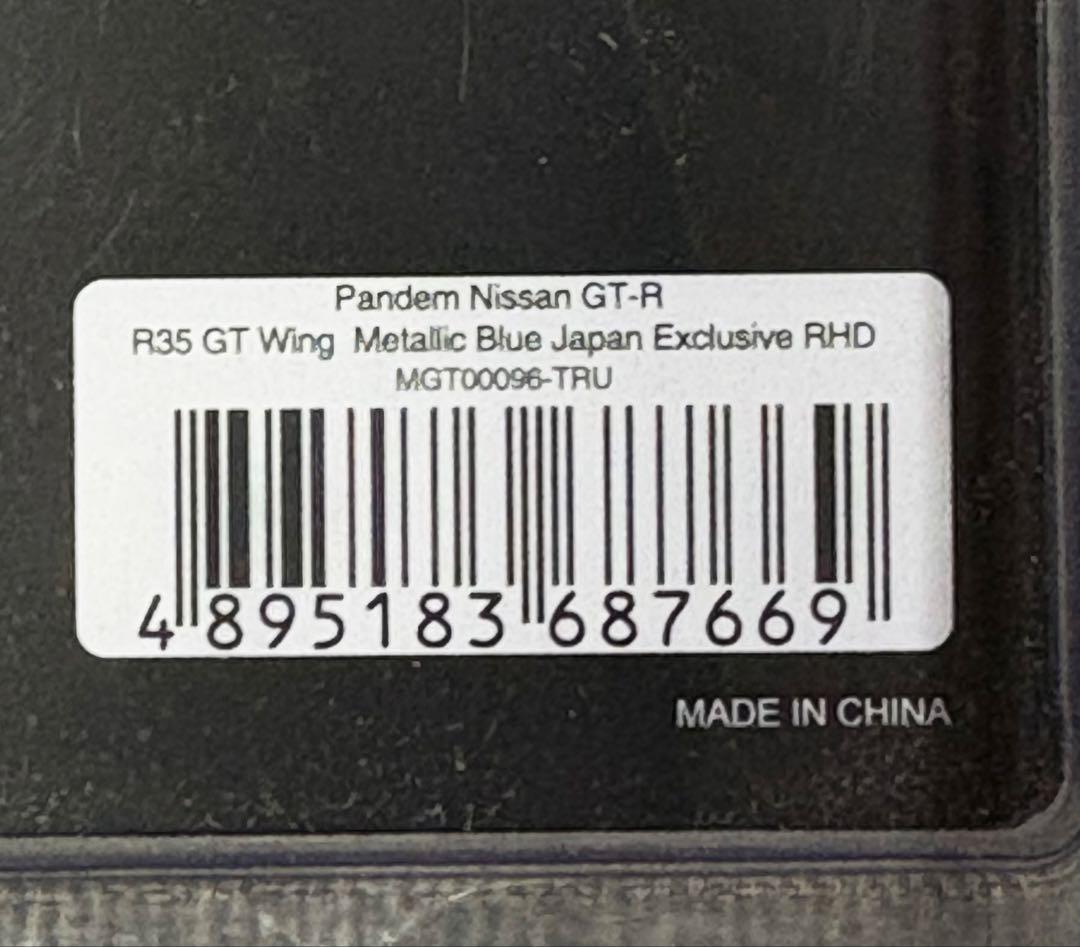 Pandem Nissan GT-R
R35 GT Wing Metallic Blue Japan Exclusive RHD
MGT00096-TRU
4 895183 687669
MADE IN CHINA